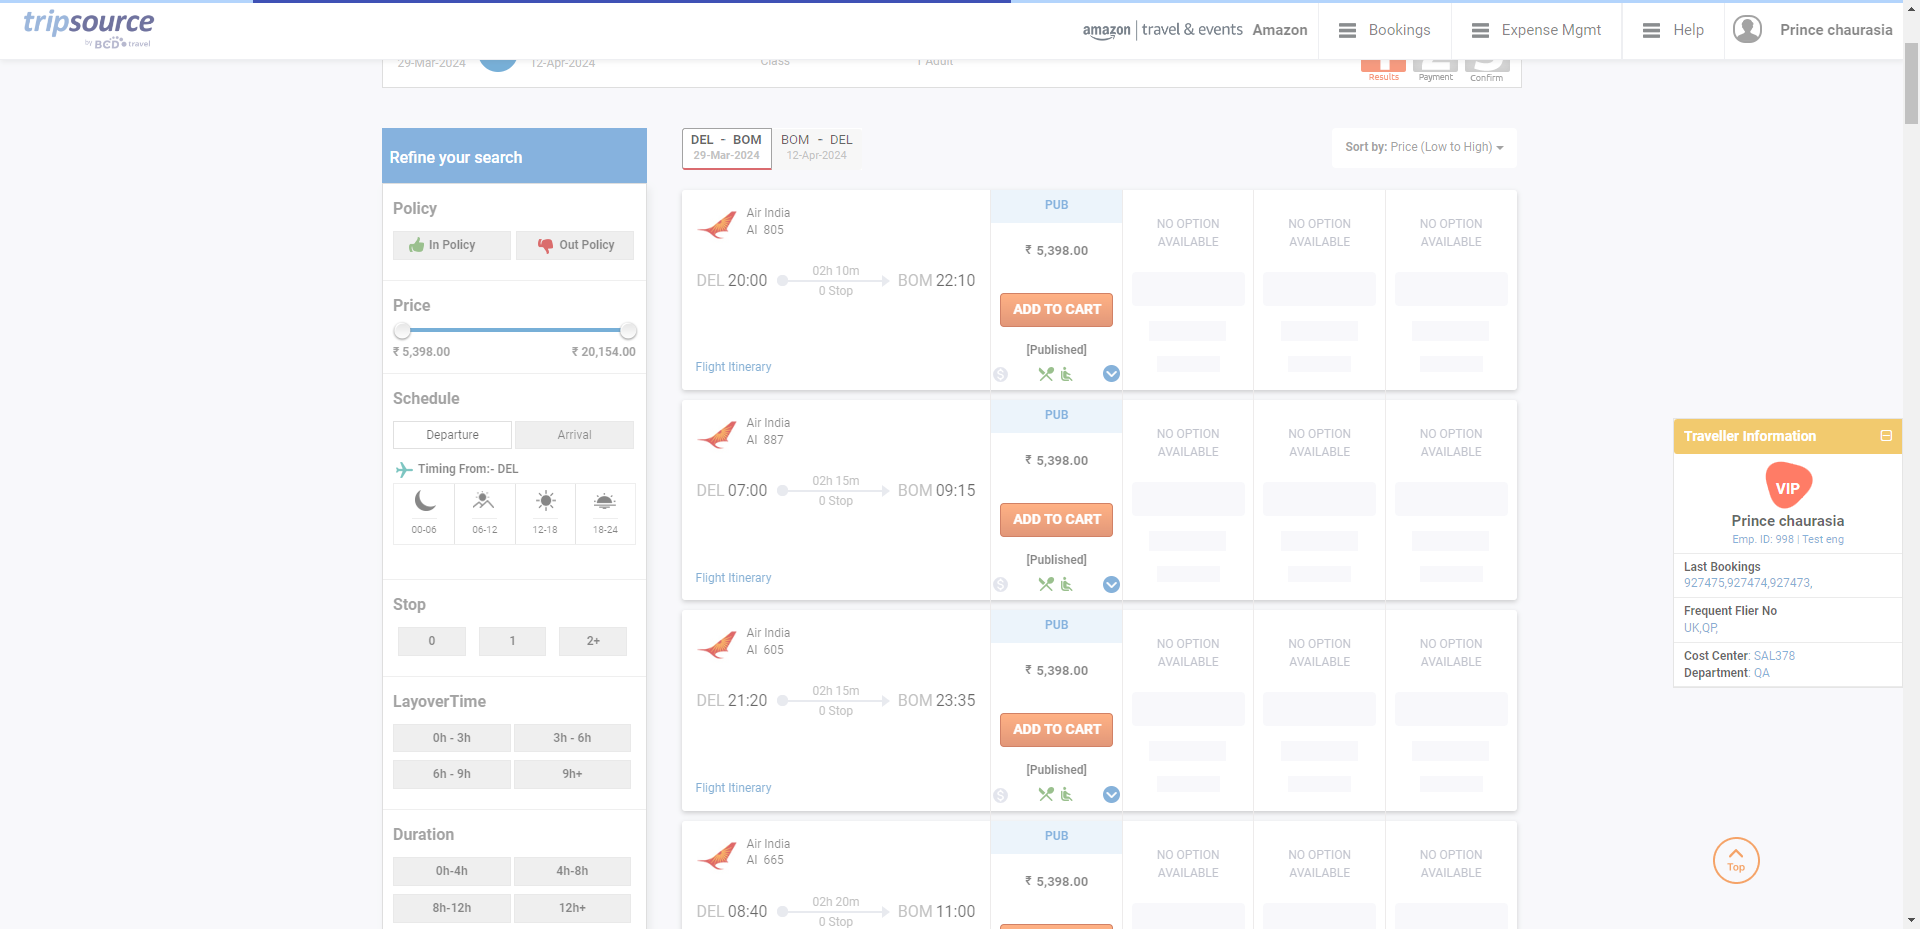 tripsource
by BCD travel
amazon | travel & events Amazon
Bookings
Expense Mgmt
Help
Prince chaurasia
29-Mar-2024
12-Apr-2024
Class
1 Adult
Results
Payment
Confirm
Refine your search
Policy
In Policy
Out Policy
Price
₹ 5,398.00
₹ 20,154.00
Schedule
Departure
Arrival
Timing From:- DEL
00-06
06-12
12-18
18-24
Stop
0
1
2+
LayoverTime
0h - 3h
3h - 6h
6h - 9h
9h+
Duration
0h-4h
4h-8h
8h-12h
12h+
DEL - BOM
29-Mar-2024
BOM - DEL
12-Apr-2024
Sort by: Price (Low to High)
Air India
AI 805
DEL 20:00
02h 10m
0 Stop
BOM 22:10
Flight Itinerary
PUB
₹ 5,398.00
ADD TO CART
[Published]
NO OPTION
AVAILABLE
NO OPTION
AVAILABLE
NO OPTION
AVAILABLE
Air India
AI 887
DEL 07:00
02h 15m
0 Stop
BOM 09:15
Flight Itinerary
PUB
₹ 5,398.00
ADD TO CART
[Published]
NO OPTION
AVAILABLE
NO OPTION
AVAILABLE
NO OPTION
AVAILABLE
Air India
AI 605
DEL 21:20
02h 15m
0 Stop
BOM 23:35
Flight Itinerary
PUB
₹ 5,398.00
ADD TO CART
[Published]
NO OPTION
AVAILABLE
NO OPTION
AVAILABLE
NO OPTION
AVAILABLE
Air India
AI 665
DEL 08:40
02h 20m
0 Stop
BOM 11:00
PUB
₹ 5,398.00
NO OPTION
AVAILABLE
NO OPTION
AVAILABLE
NO OPTION
AVAILABLE
Traveller Information
VIP
Prince chaurasia
Emp. ID: 998 | Test eng
Last Bookings
927475,927474,927473,
Frequent Flier No
UK,QP,
Cost Center: SAL378
Department: QA
Top